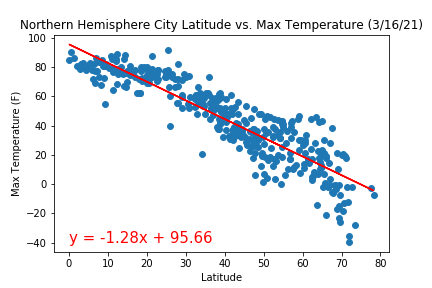 Northern Hemisphere City Latitude vs. Max Temperature (3/16/21)
100
80
60
40
20
0
−20
−40
Max Temperature (F)
y = -1.28x + 95.66
0 10 20 30 40 50 60 70 80
Latitude